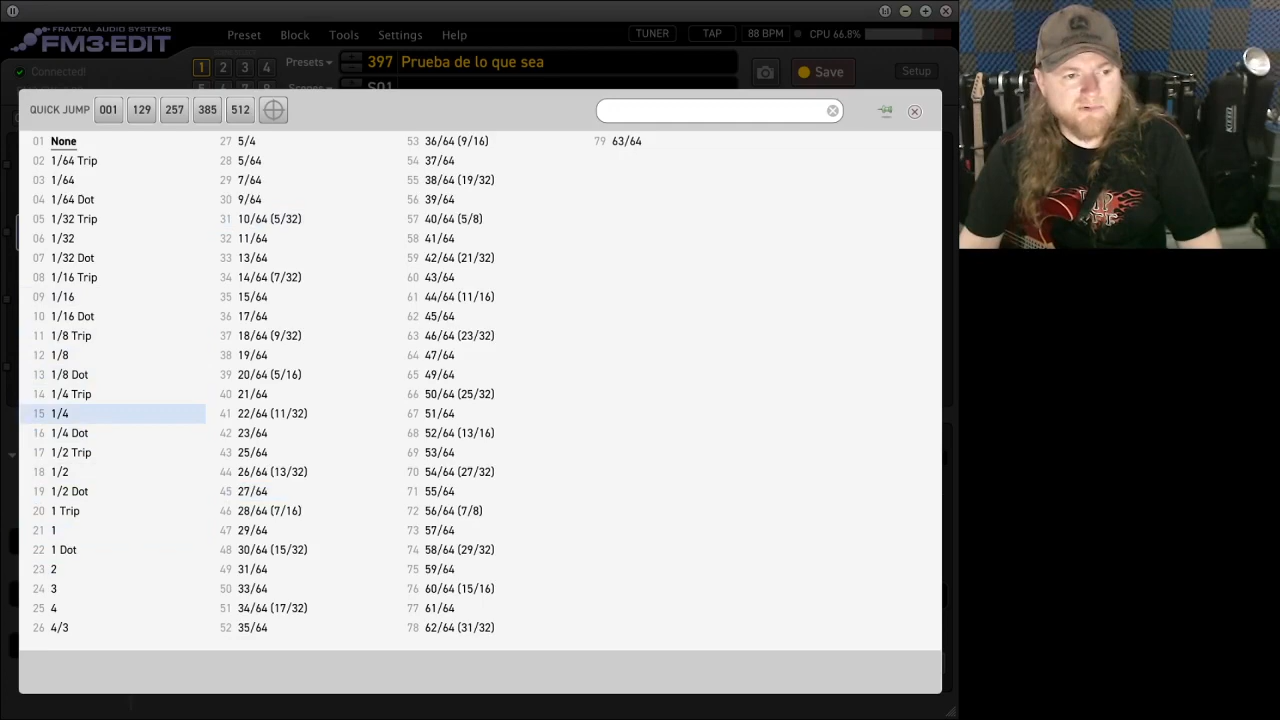 FRACTAL AUDIO SYSTEMS
FM3-EDIT
Preset
Block
Tools
Settings
Help
TUNER
TAP
88 BPM
CPU 66.8%
Connected!
1 2 3 4
Presets
397 Prueba de lo que sea
Save
Setup
Scenes
S01
QUICK JUMP 001 129 257 385 512
01 None
02 1/64 Trip
03 1/64
04 1/64 Dot
05 1/32 Trip
06 1/32
07 1/32 Dot
08 1/16 Trip
09 1/16
10 1/16 Dot
11 1/8 Trip
12 1/8
13 1/8 Dot
14 1/4 Trip
15 1/4
16 1/4 Dot
17 1/2 Trip
18 1/2
19 1/2 Dot
20 1 Trip
21 1
22 1 Dot
23 2
24 3
25 4
26 4/3
27 5/4
28 5/64
29 7/64
30 9/64
31 10/64 (5/32)
32 11/64
33 13/64
34 14/64 (7/32)
35 15/64
36 17/64
37 18/64 (9/32)
38 19/64
39 20/64 (5/16)
40 21/64
41 22/64 (11/32)
42 23/64
43 25/64
44 26/64 (13/32)
45 27/64
46 28/64 (7/16)
47 29/64
48 30/64 (15/32)
49 31/64
50 33/64
51 34/64 (17/32)
52 35/64
53 36/64 (9/16)
54 37/64
55 38/64 (19/32)
56 39/64
57 40/64 (5/8)
58 41/64
59 42/64 (21/32)
60 43/64
61 44/64 (11/16)
62 45/64
63 46/64 (23/32)
64 47/64
65 49/64
66 50/64 (25/32)
67 51/64
68 52/64 (13/16)
69 53/64
70 54/64 (27/32)
71 55/64
72 56/64 (7/8)
73 57/64
74 58/64 (29/32)
75 59/64
76 60/64 (15/16)
77 61/64
78 62/64 (31/32)
79 63/64